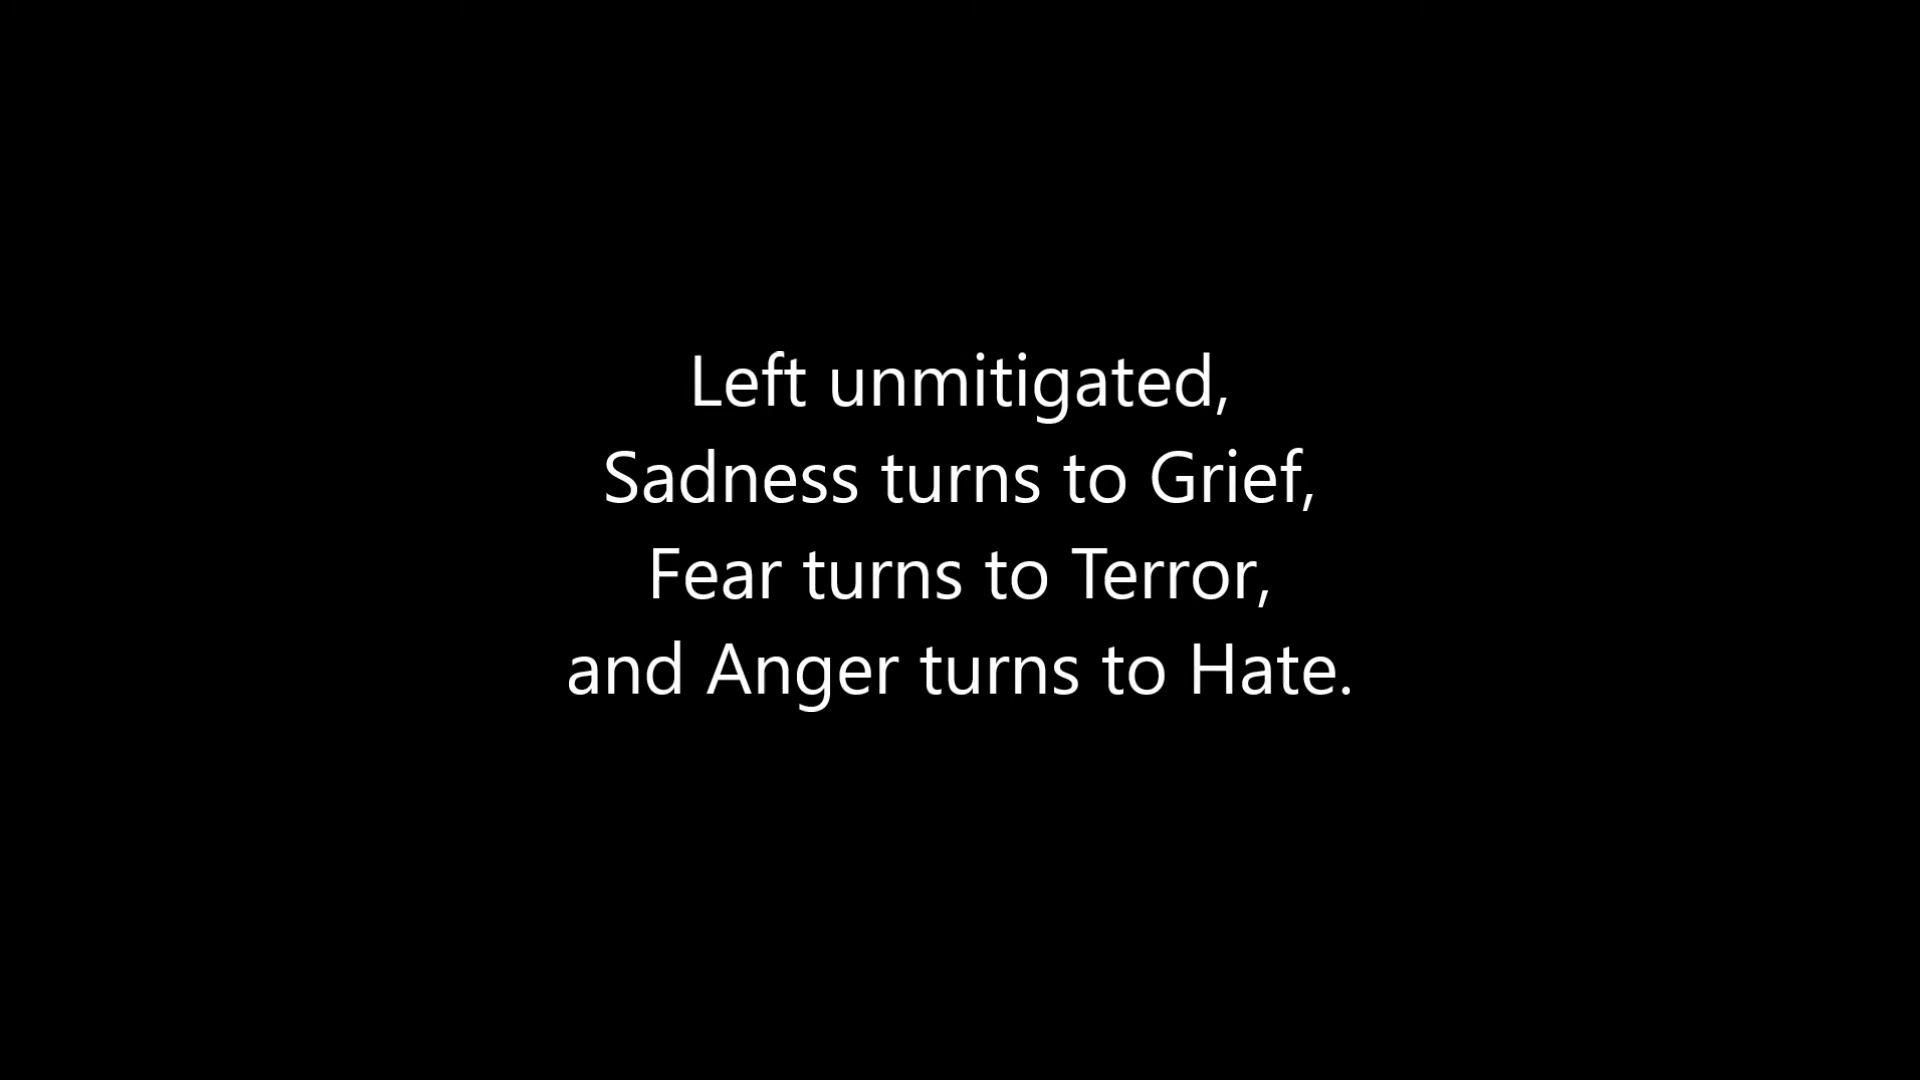 Left unmitigated,
Sadness turns to Grief,
Fear turns to Terror,
and Anger turns to Hate.